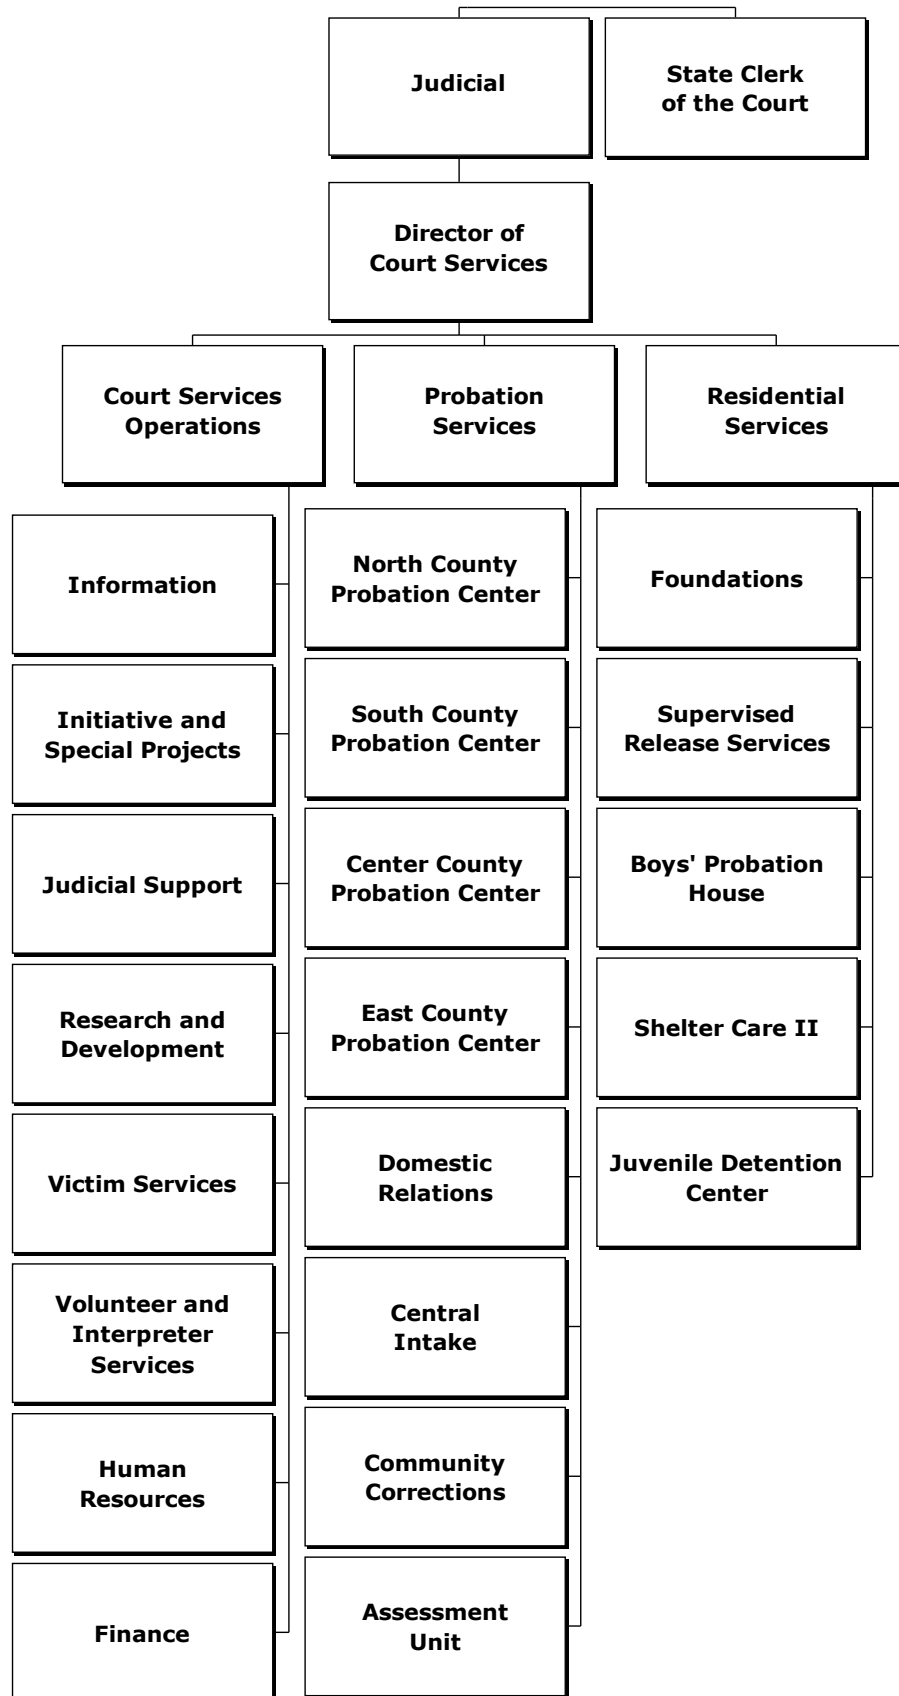 Judicial
State Clerk
of the Court
Director of
Court Services
Court Services
Operations
Probation
Services
Residential
Services
Information
Initiative and
Special Projects
Judicial Support
Research and
Development
Victim Services
Volunteer and
Interpreter
Services
Human
Resources
Finance
North County
Probation Center
South County
Probation Center
Center County
Probation Center
East County
Probation Center
Domestic
Relations
Central
Intake
Community
Corrections
Assessment
Unit
Foundations
Supervised
Release Services
Boys' Probation
House
Shelter Care II
Juvenile Detention
Center